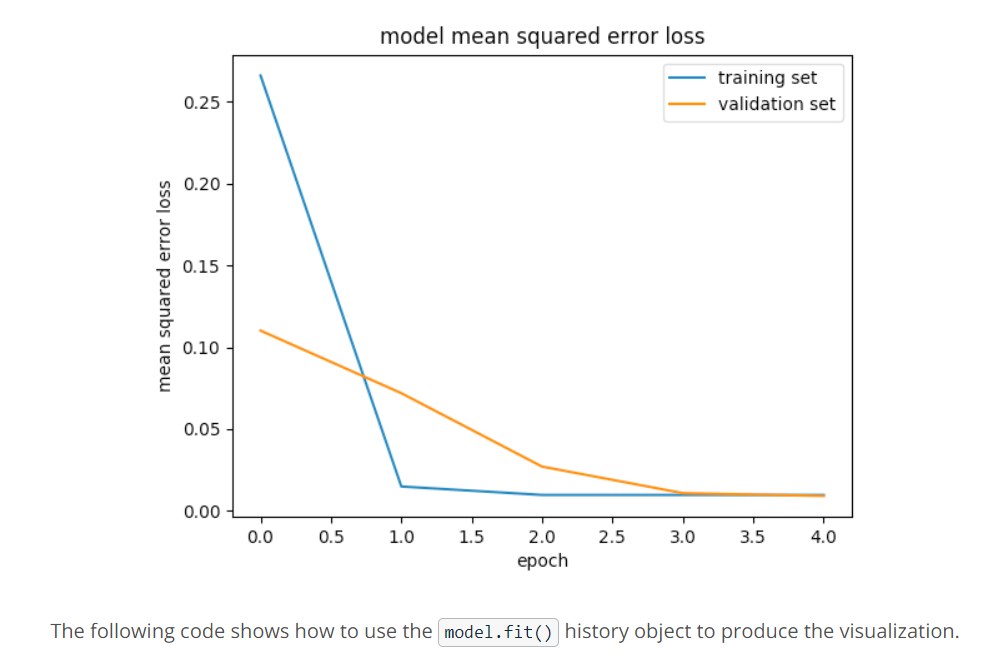 model mean squared error loss
training set
validation set
0.25
0.20
0.15
0.10
0.05
0.00
mean squared error loss
0.0 0.5 1.0 1.5 2.0 2.5 3.0 3.5 4.0
epoch
The following code shows how to use the model.fit() history object to produce the visualization.